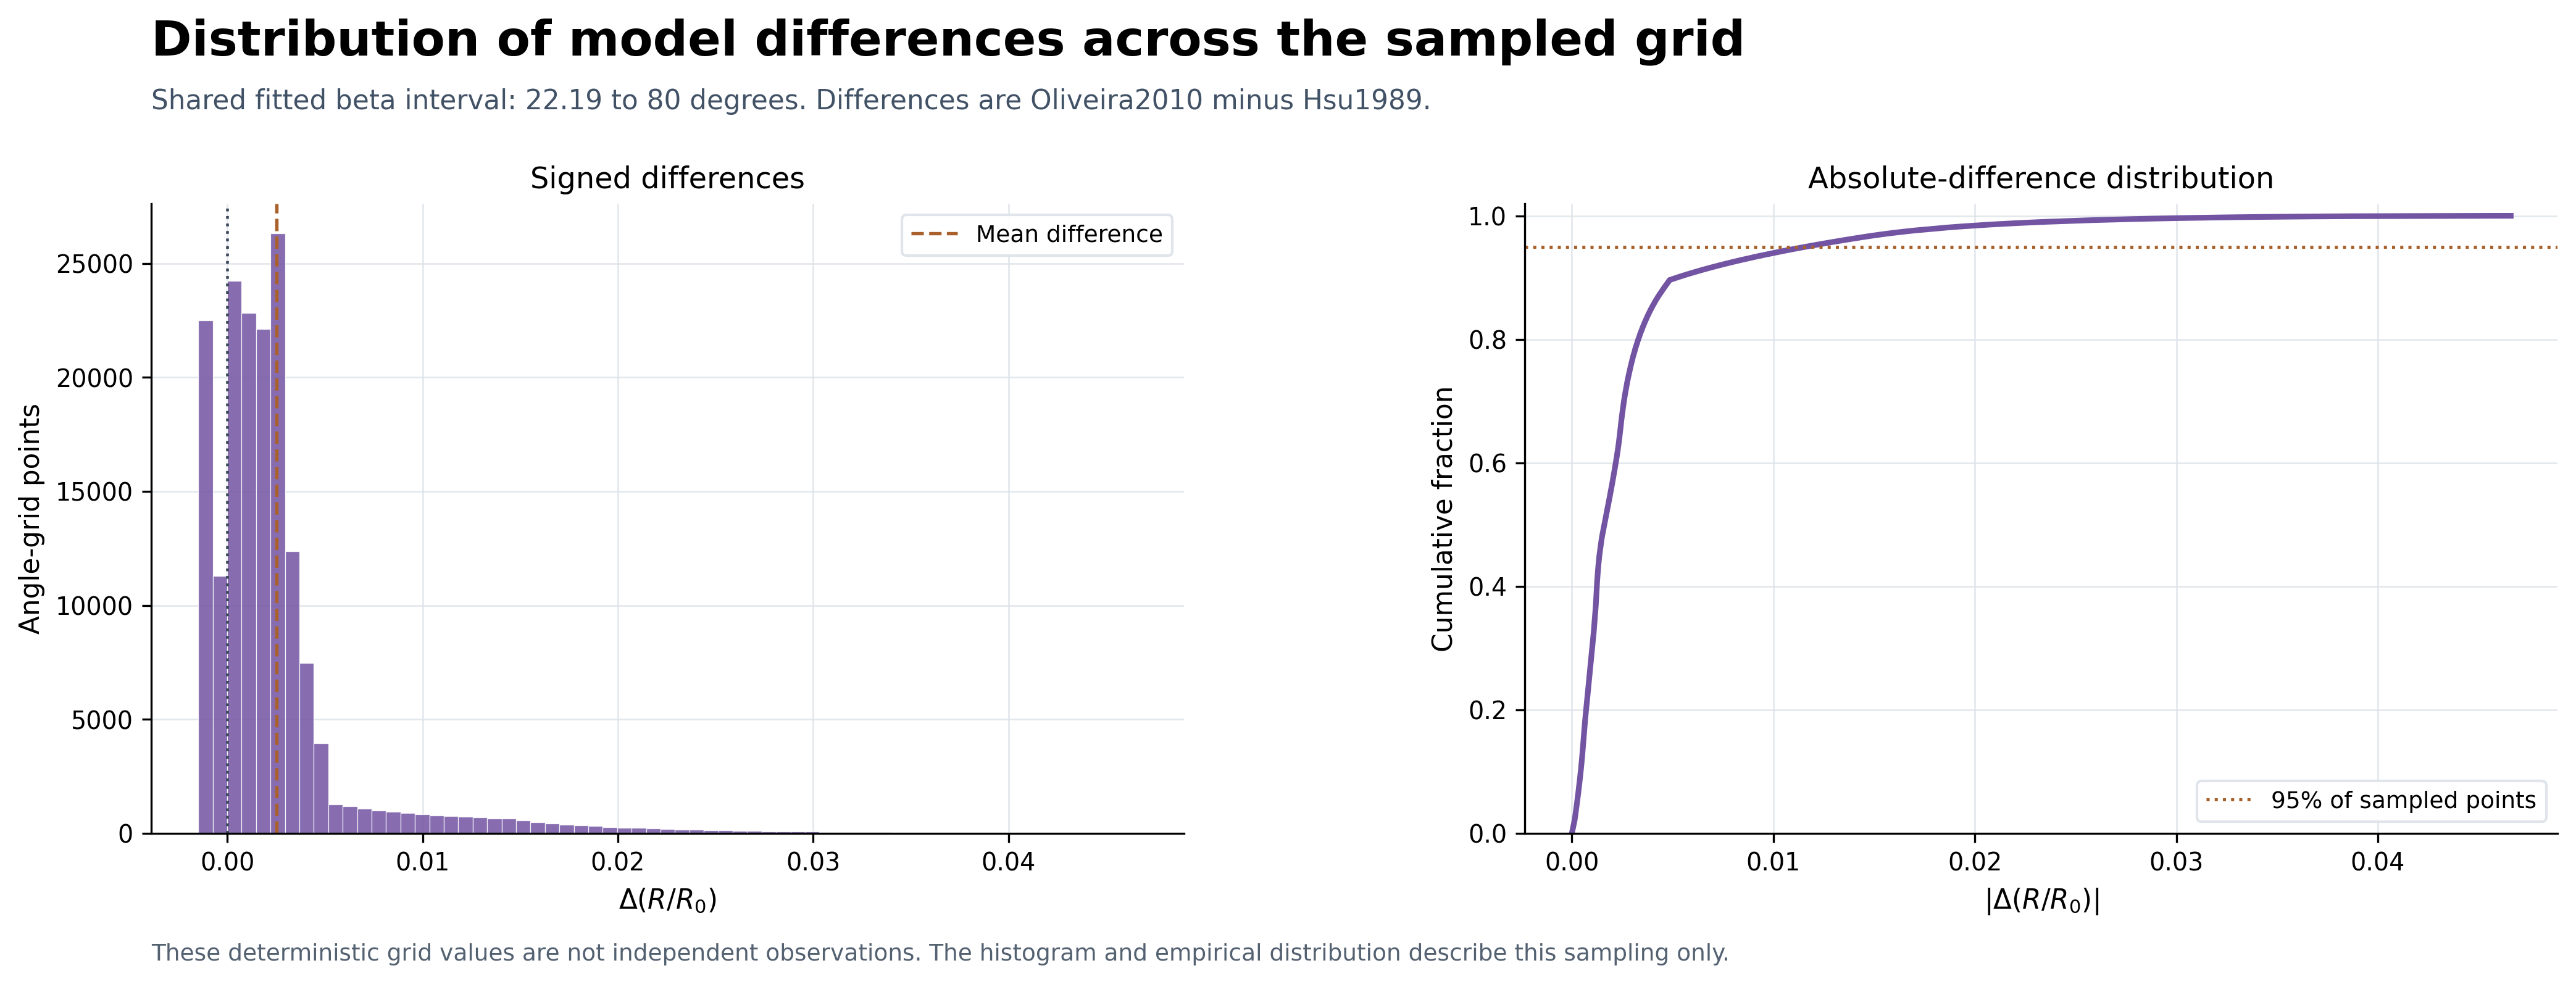 Distribution of model differences across the sampled grid
Shared fitted beta interval: 22.19 to 80 degrees. Differences are Oliveira2010 minus Hsu1989.
Signed differences
Mean difference
Angle-grid points
25000
20000
15000
10000
5000
0
0.00 0.01 0.02 0.03 0.04
Δ(R/R₀)
Absolute-difference distribution
Cumulative fraction
1.0
0.8
0.6
0.4
0.2
0.0
95% of sampled points
0.00 0.01 0.02 0.03 0.04
|Δ(R/R₀)|
These deterministic grid values are not independent observations. The histogram and empirical distribution describe this sampling only.